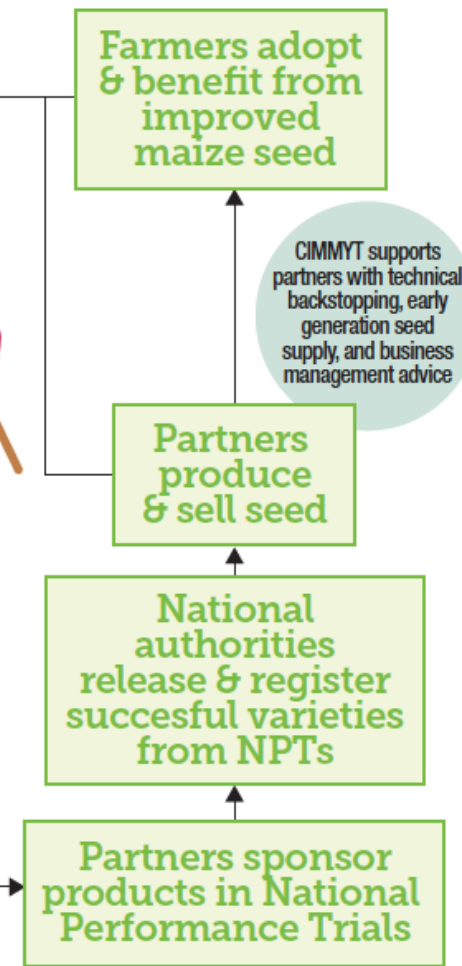 Farmers adopt
& benefit from
improved
maize seed
CIMMYT supports
partners with technical
backstopping, early
generation seed
supply, and business
management advice
Partners
produce
& sell seed
National
authorities
release & register
succesful varieties
from NPTs
Partners sponsor
products in National
Performance Trials